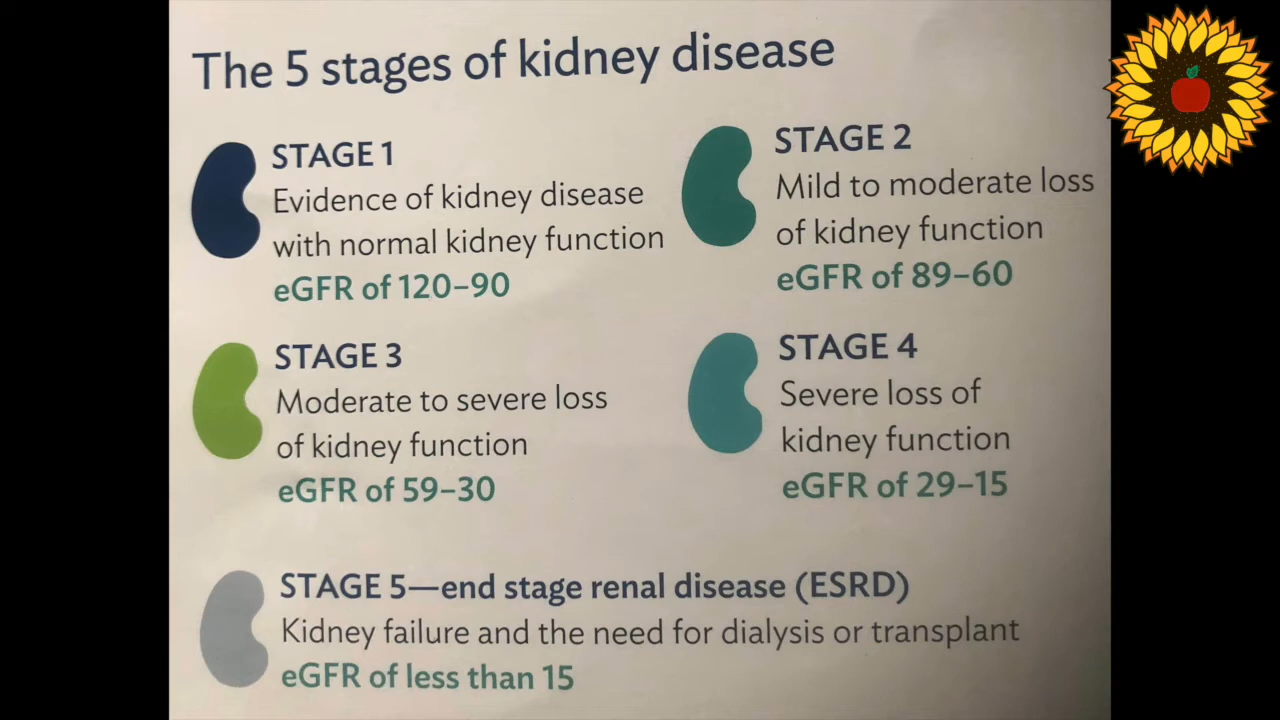 The 5 stages of kidney disease
STAGE 1
Evidence of kidney disease
with normal kidney function
eGFR of 120–90
STAGE 2
Mild to moderate loss
of kidney function
eGFR of 89–60
STAGE 3
Moderate to severe loss
of kidney function
eGFR of 59–30
STAGE 4
Severe loss of
kidney function
eGFR of 29–15
STAGE 5—end stage renal disease (ESRD)
Kidney failure and the need for dialysis or transplant
eGFR of less than 15